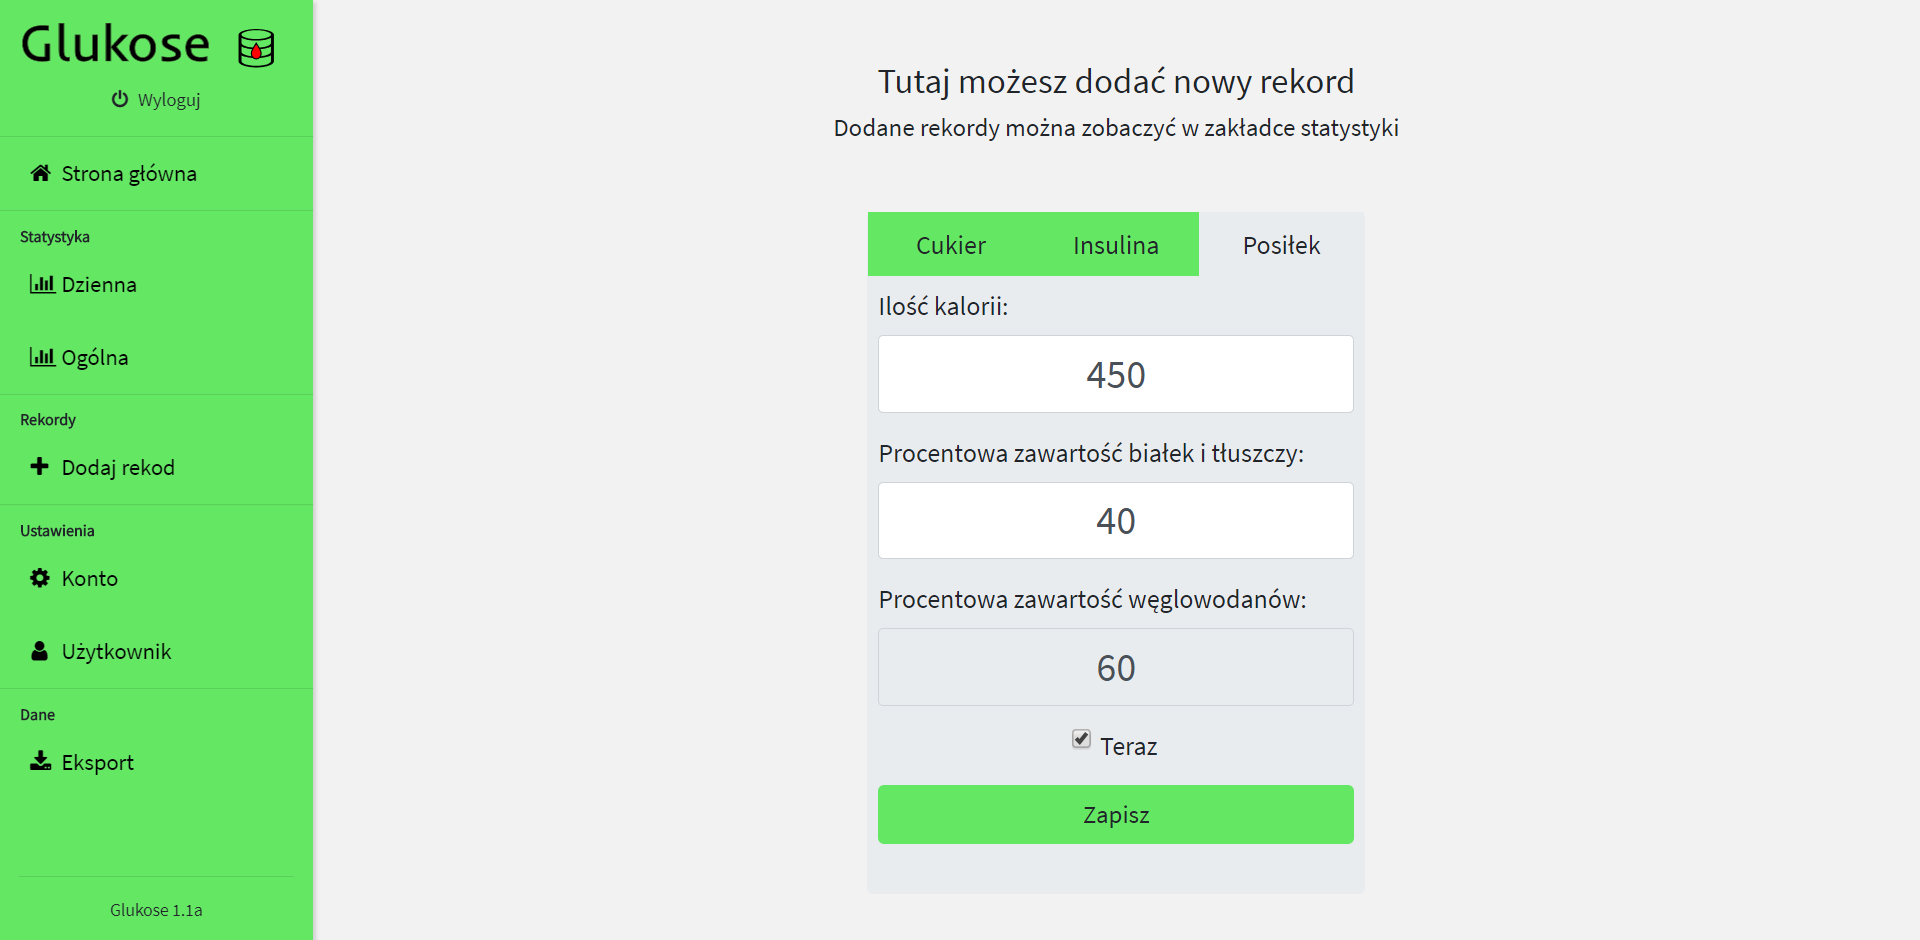 Glukose
Wyloguj
Strona główna
Statystyka
Dzienna
Ogólna
Rekordy
Dodaj rekod
Ustawienia
Konto
Użytkownik
Dane
Eksport
Glukose 1.1a
Tutaj możesz dodać nowy rekord
Dodane rekordy można zobaczyć w zakładce statystyki
Cukier Insulina Posiłek
Ilość kalorii:
450
Procentowa zawartość białek i tłuszczy:
40
Procentowa zawartość węglowodanów:
60
Teraz
Zapisz